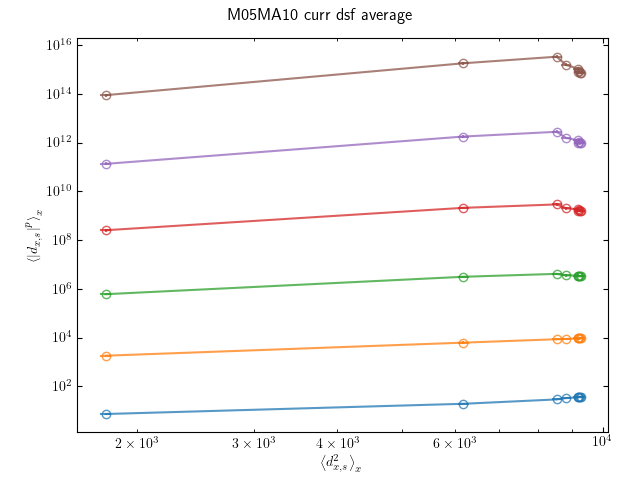 M05MA10 curr dsf average
10^16
10^14
10^12
10^10
10^8
10^6
10^4
10^2
⟨|d_{x,s}|^p⟩_x
2 × 10^3
3 × 10^3
4 × 10^3
6 × 10^3
10^4
⟨d^2_{x,s}⟩_x